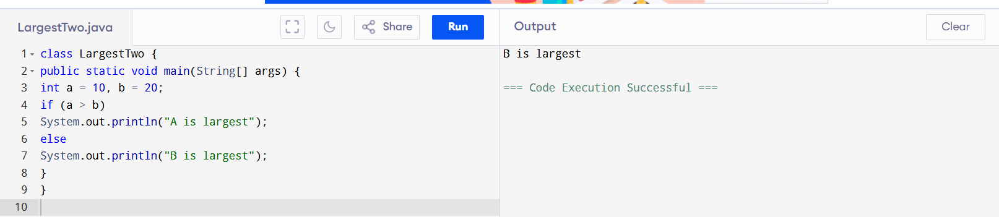 LargestTwo.java
Share
Run
Output
Clear
1 class LargestTwo {
2 public static void main(String[] args) {
3 int a = 10, b = 20;
4 if (a > b)
5 System.out.println("A is largest");
6 else
7 System.out.println("B is largest");
8 }
9 }
10
B is largest
=== Code Execution Successful ===